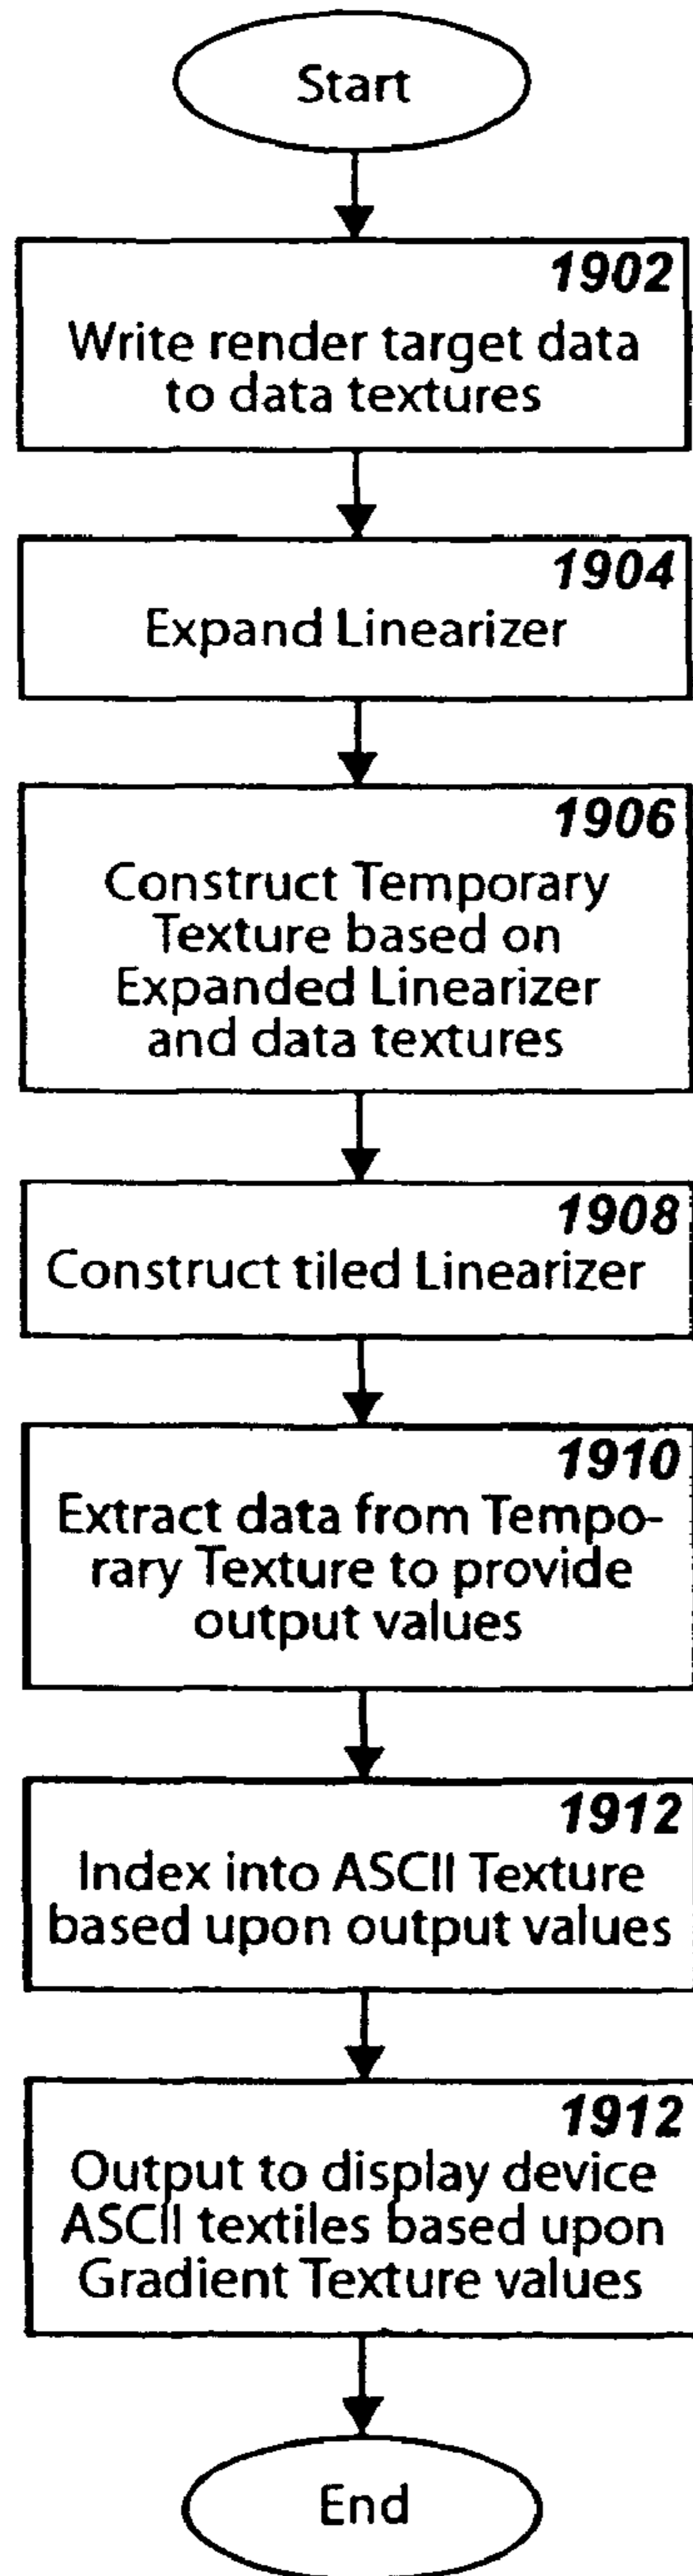 Start
1902
Write render target data
to data textures
1904
Expand Linearizer
1906
Construct Temporary
Texture based on
Expanded Linearizer
and data textures
1908
Construct tiled Linearizer
1910
Extract data from Tempo-
rary Texture to provide
output values
1912
Index into ASCII Texture
based upon output values
1912
Output to display device
ASCII textiles based upon
Gradient Texture values
End